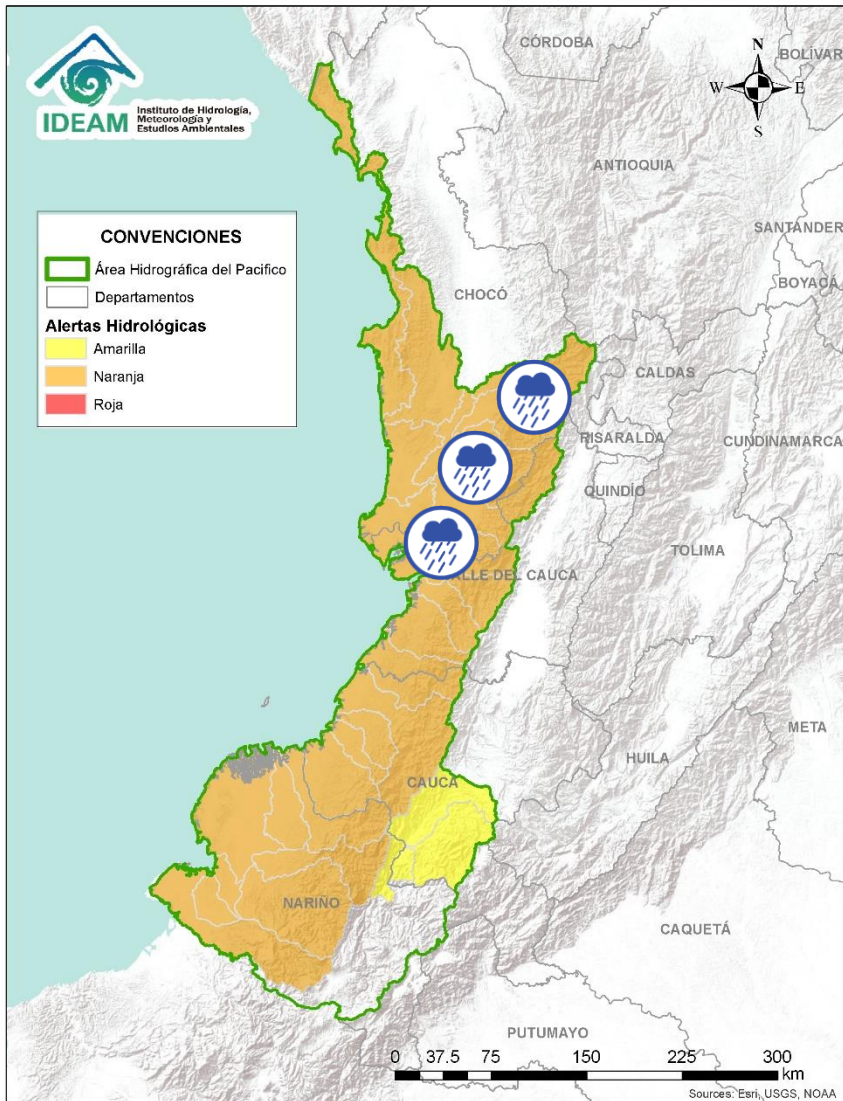 IDEAM
Instituto de Hidrología,
Meteorología y
Estudios Ambientales
CÓRDOBA
BOLÍVAR
N
W
E
S
ANTIOQUIA
SANTANDER
BOYACÁ
CONVENCIONES
Área Hidrográfica del Pacifico
Departamentos
Alertas Hidrológicas
Amarilla
Naranja
Roja
CHOCÓ
CALDAS
RISARALDA
CUNDINAMARCA
QUINDÍO
TOLIMA
ALLE DEL CAUCA
META
HUILA
CAUCA
NARIÑO
CAQUETÁ
PUTUMAYO
0 37.5 75 150 225 300
km
Sources: Esri, USGS, NOAA